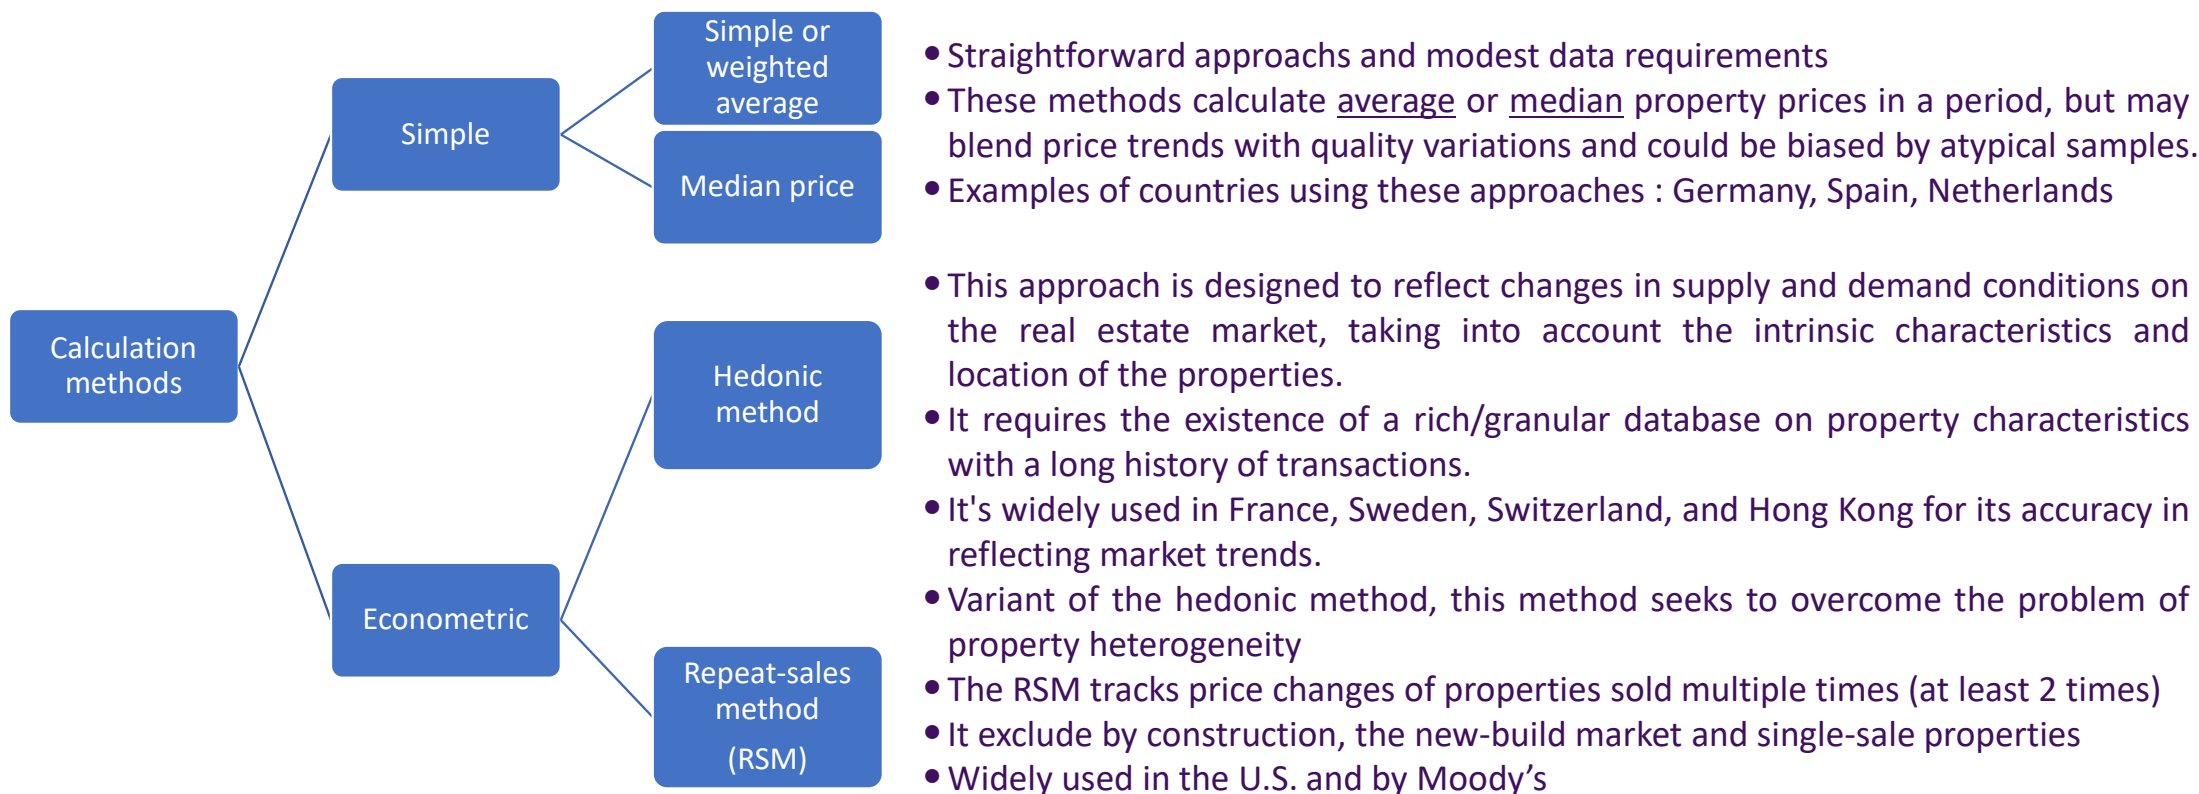 Simple or
weighted
average
Simple
Median price
Calculation
methods
Hedonic
method
Econometric
Repeat-sales
method
(RSM)
• Straightforward approachs and modest data requirements
• These methods calculate average or median property prices in a period, but may
blend price trends with quality variations and could be biased by atypical samples.
• Examples of countries using these approaches : Germany, Spain, Netherlands
• This approach is designed to reflect changes in supply and demand conditions on
the real estate market, taking into account the intrinsic characteristics and
location of the properties.
• It requires the existence of a rich/granular database on property characteristics
with a long history of transactions.
• It's widely used in France, Sweden, Switzerland, and Hong Kong for its accuracy in
reflecting market trends.
• Variant of the hedonic method, this method seeks to overcome the problem of
property heterogeneity
• The RSM tracks price changes of properties sold multiple times (at least 2 times)
• It exclude by construction, the new-build market and single-sale properties
• Widely used in the U.S. and by Moody’s